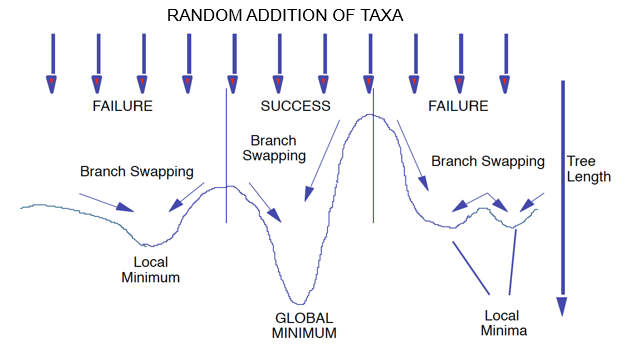 RANDOM ADDITION OF TAXA
FAILURE
SUCCESS
FAILURE
Branch Swapping
Branch
Swapping
Branch Swapping
Tree
Length
Local
Minimum
GLOBAL
MINIMUM
Local
Minima